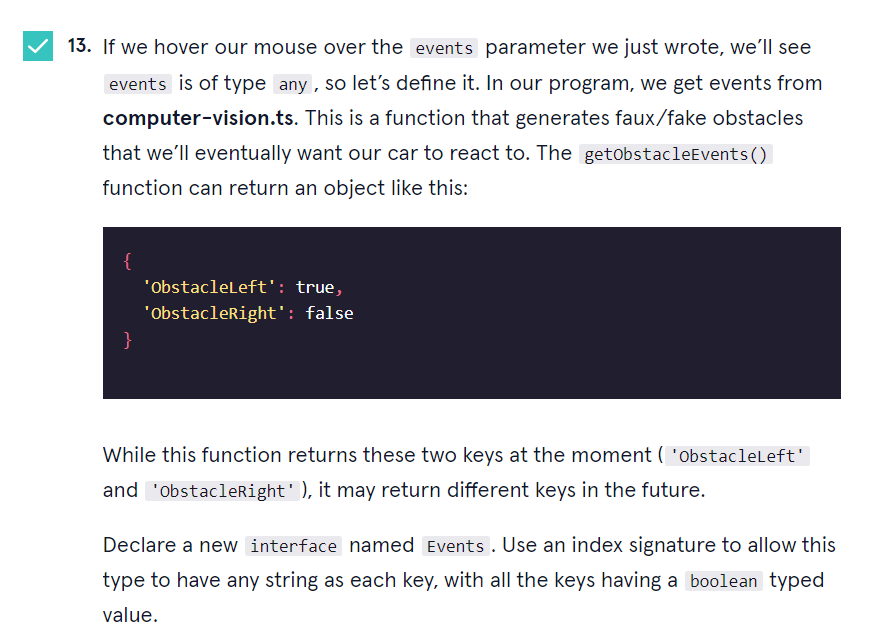 13. If we hover our mouse over the events parameter we just wrote, we’ll see
events is of type any, so let’s define it. In our program, we get events from
computer-vision.ts. This is a function that generates faux/fake obstacles
that we’ll eventually want our car to react to. The getObstacleEvents()
function can return an object like this:
{
'ObstacleLeft': true,
'ObstacleRight': false
}
While this function returns these two keys at the moment ('ObstacleLeft'
and 'ObstacleRight'), it may return different keys in the future.
Declare a new interface named Events. Use an index signature to allow this
type to have any string as each key, with all the keys having a boolean typed
value.